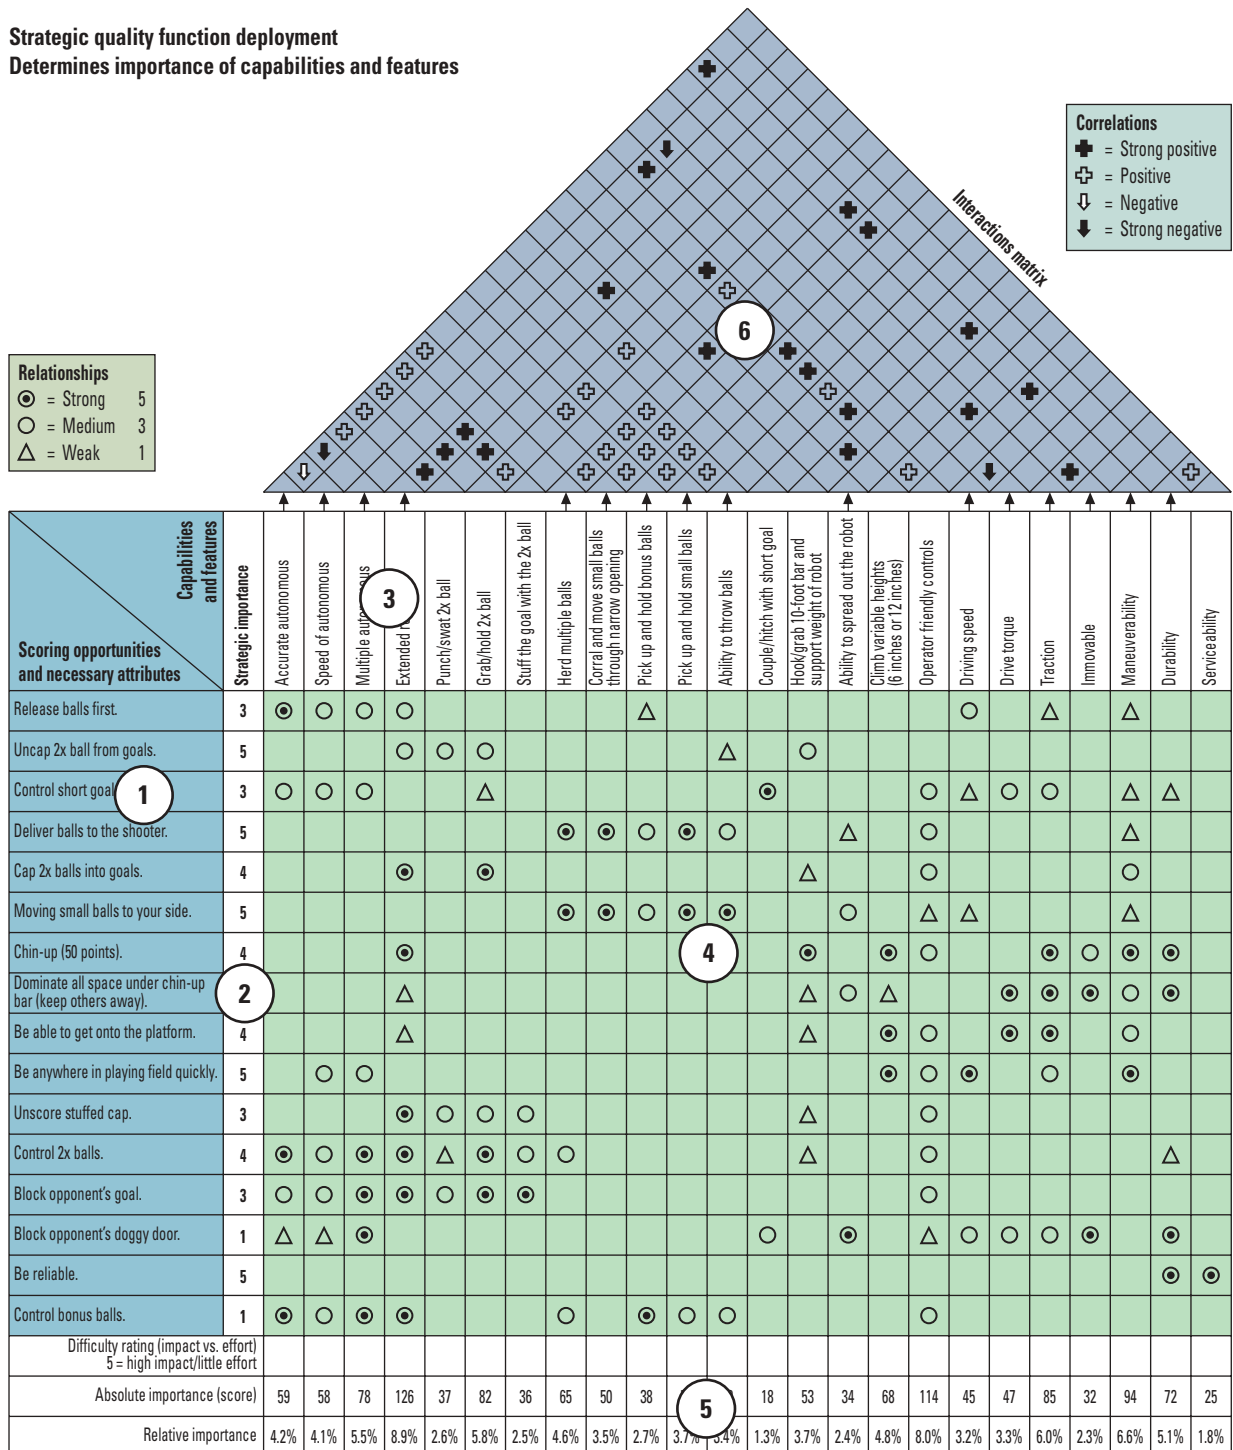 Strategic quality function deployment
Determines importance of capabilities and features
Correlations
= Strong positive
= Positive
= Negative
= Strong negative
Interactions matrix
6
Relationships
= Strong 5
= Medium 3
= Weak 1
Capabilities
and features
Scoring opportunities
and necessary attributes
Strategic importance
Accurate autonomous
Speed of autonomous
Multiple
3
Extended
Punch/swat 2x ball
Grab/hold 2x ball
Stuff the goal with the 2x ball
Herd multiple balls
Corral and move small balls
through narrow opening
Pick up and hold bonus balls
Pick up and hold small balls
Ability to throw balls
Couple/hitch with short goal
Hook/grab 10-foot bar and
support weight of robot
Ability to spread out the robot
Climb variable heights
(6 inches or 12 inches)
Operator friendly controls
Driving speed
Drive torque
Traction
Immovable
Maneuverability
Durability
Serviceability
Release balls first. 3
Uncap 2x ball from goals. 5
Control short goal 1 3
Deliver balls to the shooter. 5
Cap 2x balls into goals. 4
Moving small balls to your side. 5
Chin-up (50 points). 4
4
Dominate all space under chin-up
bar (keep others away).
2
Be able to get onto the platform. 4
Be anywhere in playing field quickly. 5
Unscore stuffed cap. 3
Control 2x balls. 4
Block opponent's goal. 3
Block opponent's doggy door. 1
Be reliable. 5
Control bonus balls. 1
Difficulty rating (impact vs. effort)
5 = high impact/little effort
Absolute importance (score) 59 58 78 126 37 82 36 65 50 38 18 53 34 68 114 45 47 85 32 94 72 25
5
Relative importance 4.2% 4.1% 5.5% 8.9% 2.6% 5.8% 2.5% 4.6% 3.5% 2.7% 3.7% 3.4% 1.3% 3.7% 2.4% 4.8% 8.0% 3.2% 3.3% 6.0% 2.3% 6.6% 5.1% 1.8%